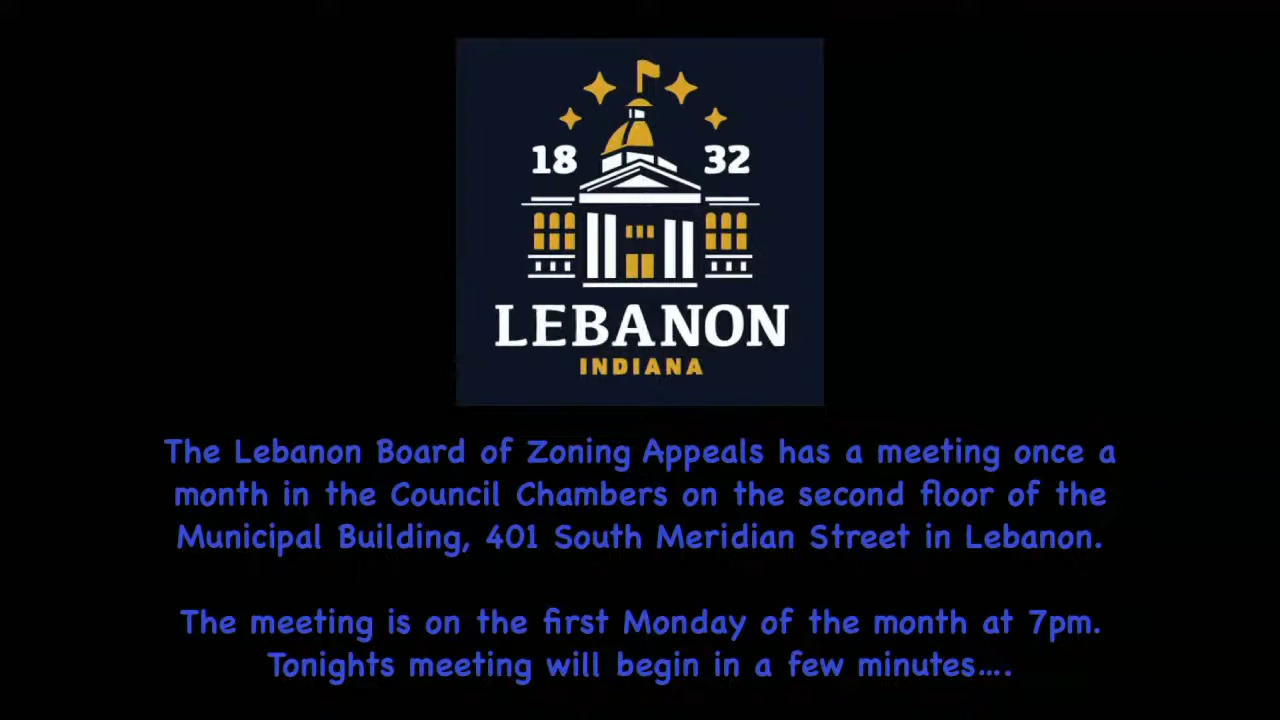 18 32
LEBANON
INDIANA
The Lebanon Board of Zoning Appeals has a meeting once a
month in the Council Chambers on the second floor of the
Municipal Building, 401 South Meridian Street in Lebanon.
The meeting is on the first Monday of the month at 7pm.
Tonights meeting will begin in a few minutes....